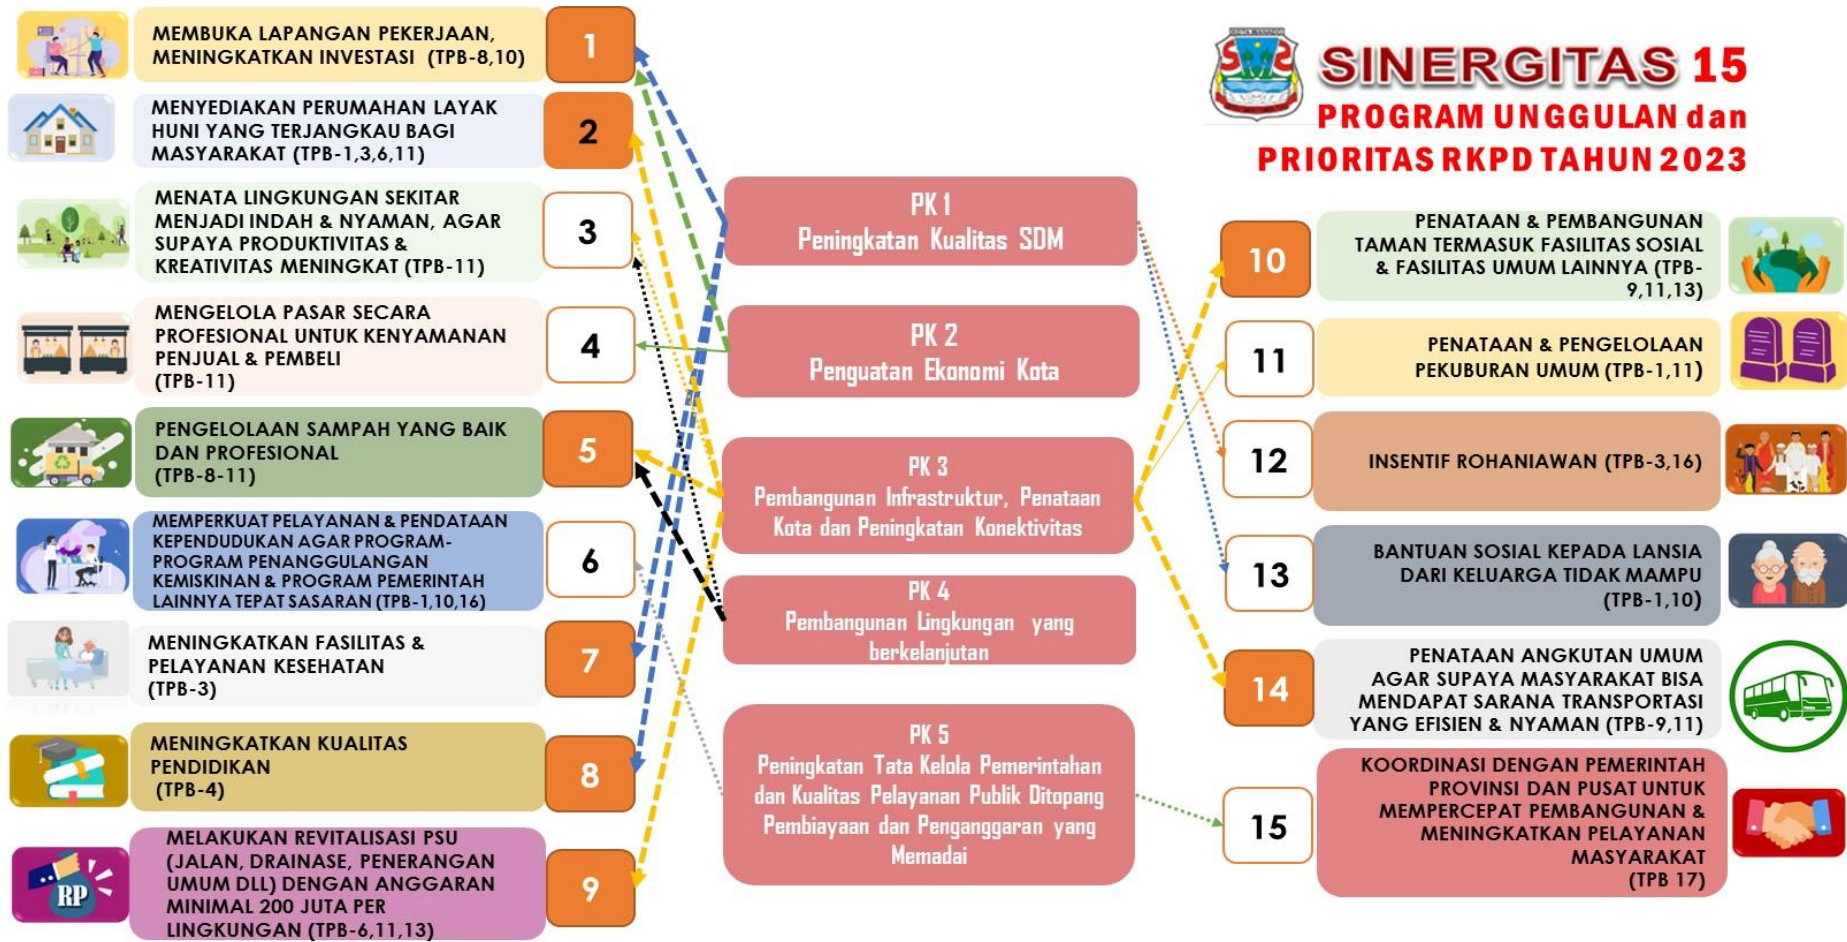 MEMBUKA LAPANGAN PEKERJAAN,
MENINGKATKAN INVESTASI (TPB-8,10)
1
MENYEDIAKAN PERUMAHAN LAYAK
HUNI YANG TERJANGKAU BAGI
MASYARAKAT (TPB-1,3,6,11)
2
MENATA LINGKUNGAN SEKITAR
MENJADI INDAH & NYAMAN, AGAR
SUPAYA PRODUKTIVITAS &
KREATIVITAS MENINGKAT (TPB-11)
3
MENGELOLA PASAR SECARA
PROFESIONAL UNTUK KENYAMANAN
PENJUAL & PEMBELI
(TPB-11)
4
PENGELOLAAN SAMPAH YANG BAIK
DAN PROFESIONAL
(TPB-8-11)
5
MEMPERKUAT PELAYANAN & PENDATAAN
KEPENDUDUKAN AGAR PROGRAM-
PROGRAM PENANGGULANGAN
KEMISKINAN & PROGRAM PEMERINTAH
LAINNYA TEPAT SASARAN (TPB-1,10,16)
6
MENINGKATKAN FASILITAS &
PELAYANAN KESEHATAN
(TPB-3)
7
MENINGKATKAN KUALITAS
PENDIDIKAN
(TPB-4)
8
RP
MELAKUKAN REVITALISASI PSU
(JALAN, DRAINASE, PENERANGAN
UMUM DLL) DENGAN ANGGARAN
MINIMAL 200 JUTA PER
LINGKUNGAN (TPB-6,11,13)
9
PK 1
Peningkatan Kualitas SDM
PK 2
Penguatan Ekonomi Kota
PK 3
Pembangunan Infrastruktur, Penataan
Kota dan Peningkatan Konektivitas
PK 4
Pembangunan Lingkungan yang
berkelanjutan
PK 5
Peningkatan Tata Kelola Pemerintahan
dan Kualitas Pelayanan Publik Ditopang
Pembiayaan dan Penganggaran yang
Memadai
SINERGITAS 15
PROGRAM UNGGULAN dan
PRIORITAS RKPD TAHUN 2023
10
PENATAAN & PEMBANGUNAN
TAMAN TERMASUK FASILITAS SOSIAL
& FASILITAS UMUM LAINNYA (TPB-
9,11,13)
11
PENATAAN & PENGELOLAAN
PEKUBURAN UMUM (TPB-1,11)
12
INSENTIF ROHANIAWAN (TPB-3,16)
13
BANTUAN SOSIAL KEPADA LANSIA
DARI KELUARGA TIDAK MAMPU
(TPB-1,10)
14
PENATAAN ANGKUTAN UMUM
AGAR SUPAYA MASYARAKAT BISA
MENDAPAT SARANA TRANSPORTASI
YANG EFISIEN & NYAMAN (TPB-9,11)
15
KOORDINASI DENGAN PEMERINTAH
PROVINSI DAN PUSAT UNTUK
MEMPERCEPAT PEMBANGUNAN &
MENINGKATKAN PELAYANAN
MASYARAKAT
(TPB 17)